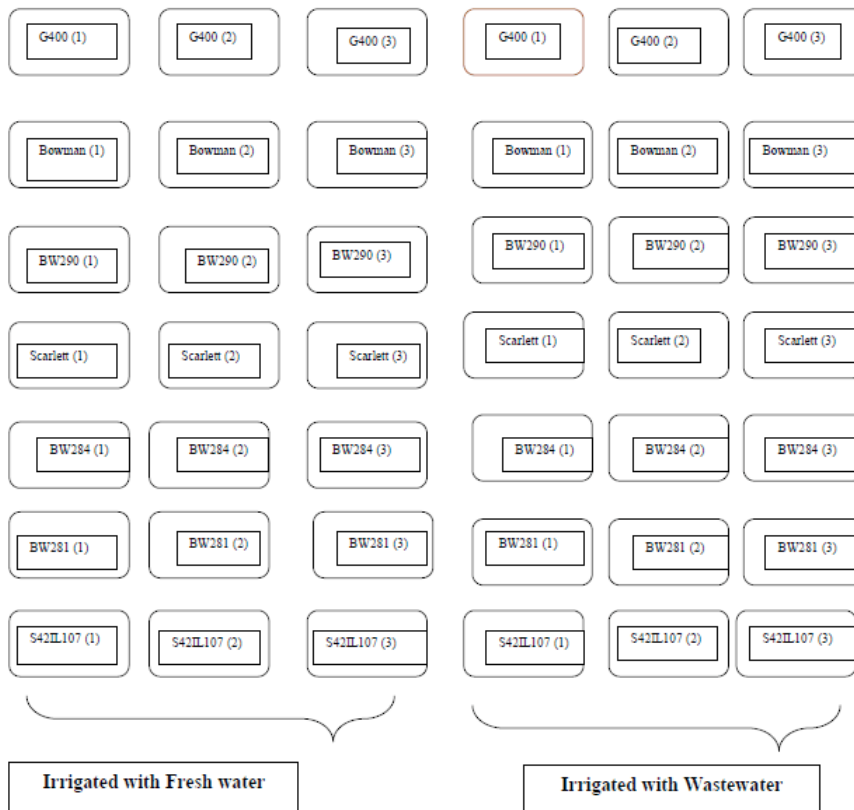 G400 (1) G400 (2) G400 (3) G400 (1) G400 (2) G400 (3)
Bowman (1) Bowman (2) Bowman (3) Bowman (1) Bowman (2) Bowman (3)
BW290 (1) BW290 (2) BW290 (3) BW290 (1) BW290 (2) BW290 (3)
Scarlett (1) Scarlett (2) Scarlett (3) Scarlett (1) Scarlett (2) Scarlett (3)
BW284 (1) BW284 (2) BW284 (3) BW284 (1) BW284 (2) BW284 (3)
BW281 (1) BW281 (2) BW281 (3) BW281 (1) BW281 (2) BW281 (3)
S42IL107 (1) S42IL107 (2) S42IL107 (3) S42IL107 (1) S42IL107 (2) S42IL107 (3)
Irrigated with Fresh water Irrigated with Wastewater